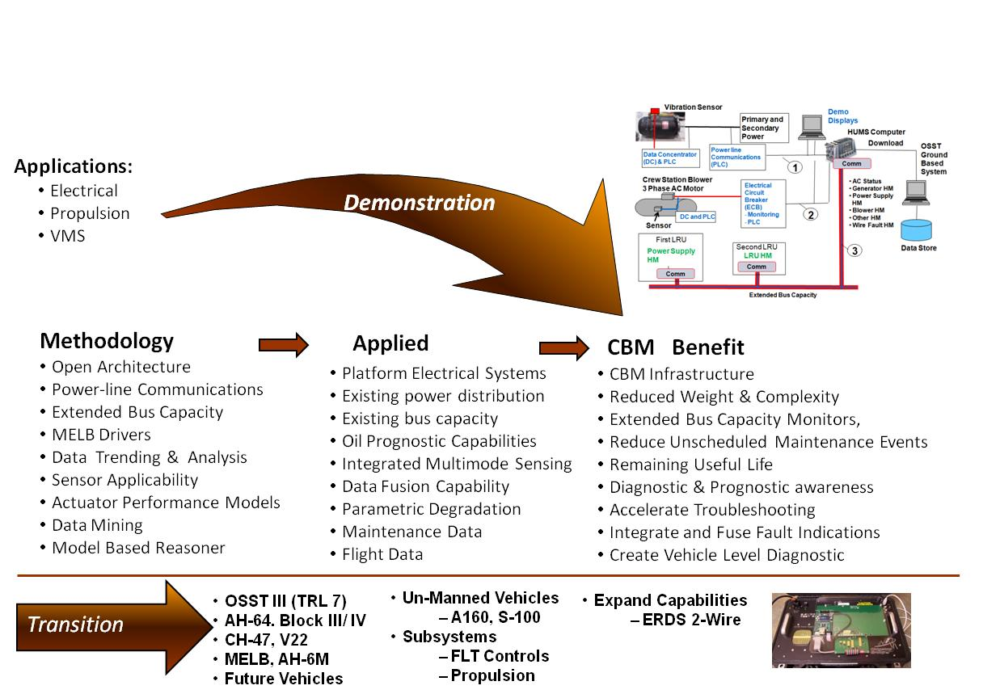 Applications:
• Electrical
• Propulsion
• VMS
Demonstration
Vibration Sensor
Primary and
Secondary
Power
Demo
Displays
HUMS Computer
Download
OSST
Ground
Based
System
Data Concentrator
(DC) & PLC
Power line
Communications
(PLC)
1
Comm
Crew Station Blower
3 Phase AC Motor
Electrical
Circuit
Breaker
(ECB)
- Monitoring
- PLC
DC and PLC
Sensor
2
• AC Status
• Generator HM
• Power Supply
HM
• Blower HM
• Other HM
• Wire Fault HM
Data Store
First LRU
Power Supply
HM
Comm
Second LRU
LRU HM
Comm
3
Extended Bus Capacity
Methodology
• Open Architecture
• Power-line Communications
• Extended Bus Capacity
• MELB Drivers
• Data Trending & Analysis
• Sensor Applicability
• Actuator Performance Models
• Data Mining
• Model Based Reasoner
Applied
• Platform Electrical Systems
• Existing power distribution
• Existing bus capacity
• Oil Prognostic Capabilities
• Integrated Multimode Sensing
• Data Fusion Capability
• Parametric Degradation
• Maintenance Data
• Flight Data
CBM Benefit
• CBM Infrastructure
• Reduced Weight & Complexity
• Extended Bus Capacity Monitors,
• Reduce Unscheduled Maintenance Events
• Remaining Useful Life
• Diagnostic & Prognostic awareness
• Accelerate Troubleshooting
• Integrate and Fuse Fault Indications
• Create Vehicle Level Diagnostic
Transition
• OSST III (TRL 7)
• AH-64. Block III/ IV
• CH-47, V22
• MELB, AH-6M
• Future Vehicles
• Un-Manned Vehicles
– A160, S-100
• Subsystems
– FLT Controls
– Propulsion
• Expand Capabilities
– ERDS 2-Wire